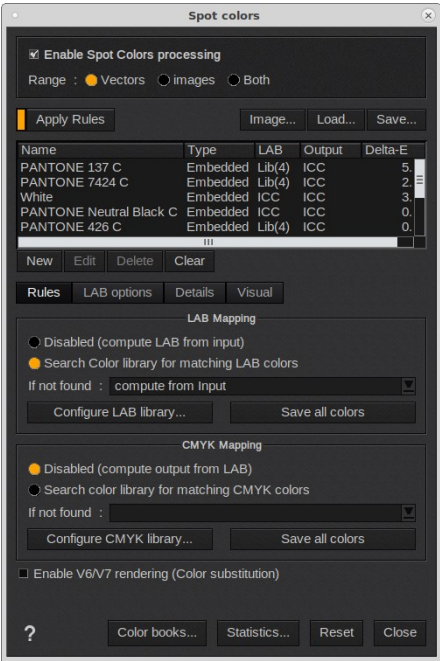 Spot colors
Enable Spot Colors processing
Range : Vectors images Both
Apply Rules Image... Load... Save...
Name Type LAB Output Delta-E
PANTONE 137 C Embedded Lib(4) ICC 5.
PANTONE 7424 C Embedded Lib(4) ICC 2.
White Embedded ICC ICC 3.
PANTONE Neutral Black C Embedded ICC ICC 0.
PANTONE 426 C Embedded Lib(4) ICC 0.
New Edit Delete Clear
Rules LAB options Details Visual
LAB Mapping
Disabled (compute LAB from input)
Search Color library for matching LAB colors
If not found : compute from Input
Configure LAB library... Save all colors
CMYK Mapping
Disabled (compute output from LAB)
Search color library for matching CMYK colors
If not found :
Configure CMYK library... Save all colors
Enable V6/V7 rendering (Color substitution)
? Color books... Statistics... Reset Close